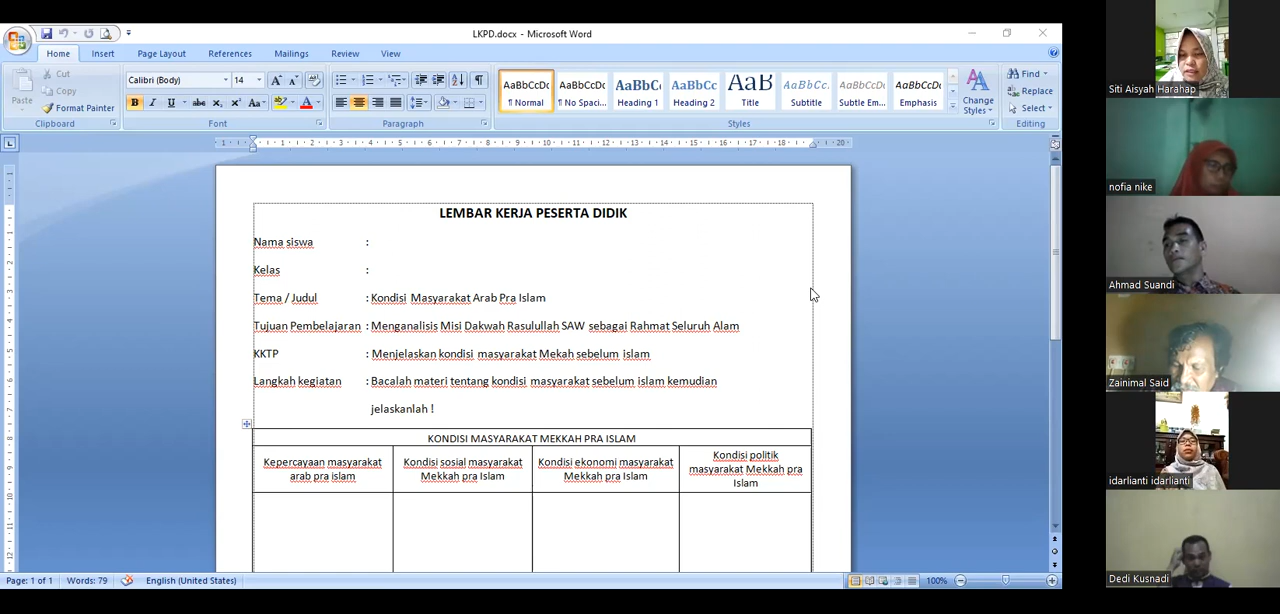 LKPD.docx - Microsoft Word
Home Insert Page Layout References Mailings Review View
Paste
Cut
Copy
Format Painter
Clipboard
Calibri (Body) 14
Font
Paragraph
AaBbCcDc AaBbCcDc AaBbC AaBbCc AaB AaBbCcL AaBbCcDc AaBbCcDc
¶ Normal ¶ No Spaci... Heading 1 Heading 2 Title Subtitle Subtle Em... Emphasis
Change Styles
Styles
Find
Replace
Select
Editing
LEMBAR KERJA PESERTA DIDIK
Nama siswa :
Kelas :
Tema / Judul : Kondisi Masyarakat Arab Pra Islam
Tujuan Pembelajaran : Menganalisis Misi Dakwah Rasulullah SAW sebagai Rahmat Seluruh Alam
KKTP : Menjelaskan kondisi masyarakat Mekah sebelum islam
Langkah kegiatan : Bacalah materi tentang kondisi masyarakat sebelum islam kemudian
jelaskanlah !
KONDISI MASYARAKAT MEKKAH PRA ISLAM
Kepercayaan masyarakat
arab pra islam
Kondisi sosial masyarakat
Mekkah pra Islam
Kondisi ekonomi masyarakat
Mekkah pra Islam
Kondisi politik
masyarakat Mekkah pra
Islam
Page: 1 of 1 Words: 79 English (United States) 100%
Siti Aisyah Harahap
nofia nike
Ahmad Suandi
Zainimal Said
idarlianti idarlianti
Dedi Kusnadi